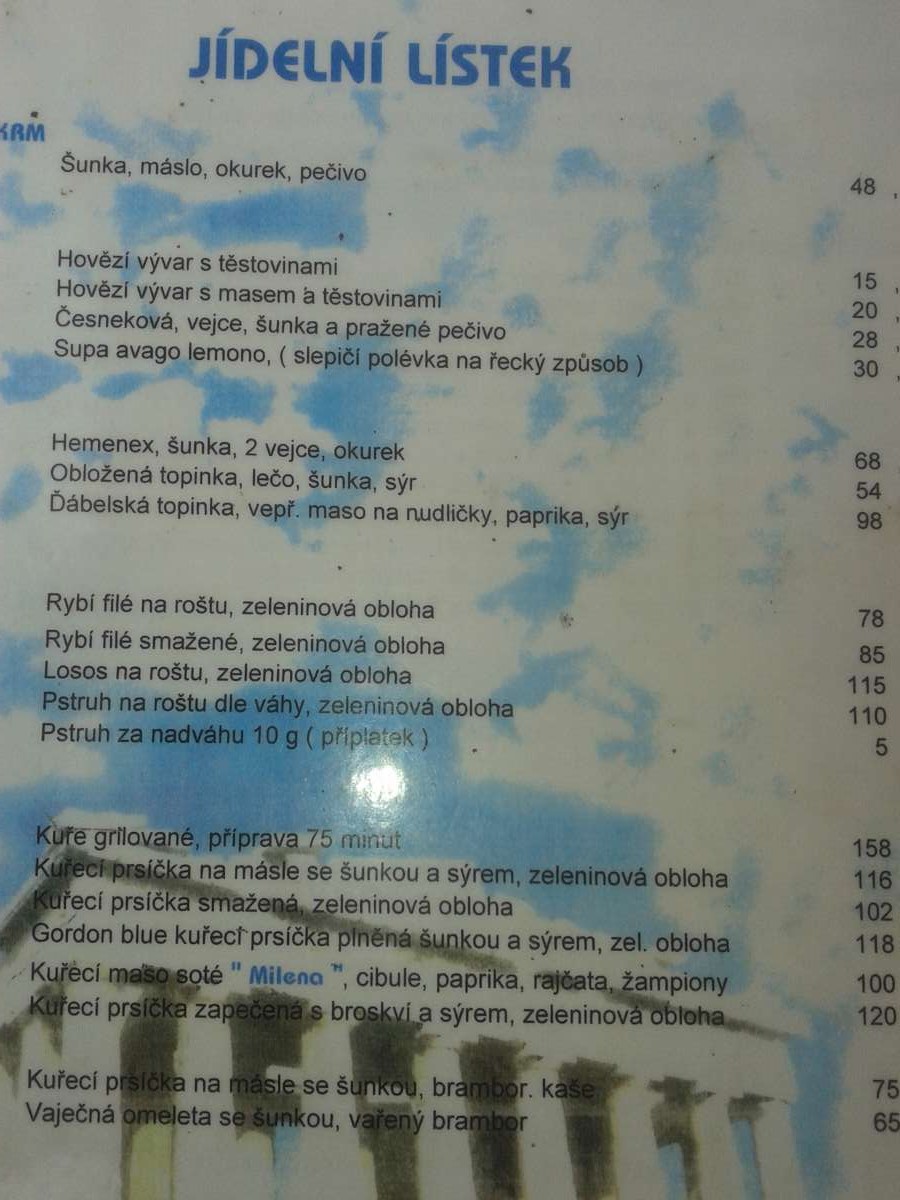 JÍDELNÍ LÍSTEK
KRM
Šunka, máslo, okurek, pečivo 48 ,
Hovězí vývar s těstovinami 15 ,
Hovězí vývar s masem a těstovinami 20 ,
Česneková, vejce, šunka a pražené pečivo 28 ,
Supa avago lemono, ( slepičí polévka na řecký způsob ) 30 ,
Hemenex, šunka, 2 vejce, okurek 68
Obložená topinka, lečo, šunka, sýr 54
Ďábelská topinka, vepř. maso na nudličky, paprika, sýr 98
Rybí filé na roštu, zeleninová obloha 78
Rybí filé smažené, zeleninová obloha 85
Losos na roštu, zeleninová obloha 115
Pstruh na roštu dle váhy, zeleninová obloha 110
Pstruh za nadváhu 10 g ( příplatek ) 5
Kuře grilované, příprava 75 minut 158
Kuřecí prsíčka na másle se šunkou a sýrem, zeleninová obloha 116
Kuřecí prsíčka smažená, zeleninová obloha 102
Gordon blue kuřecí prsíčka plněná šunkou a sýrem, zel. obloha 118
Kuřecí maso soté " Milena ", cibule, paprika, rajčata, žampiony 100
Kuřecí prsíčka zapečená s broskví a sýrem, zeleninová obloha 120
Kuřecí prsíčka na másle se šunkou, brambor. kaše 75
Vaječná omeleta se šunkou, vařený brambor 65